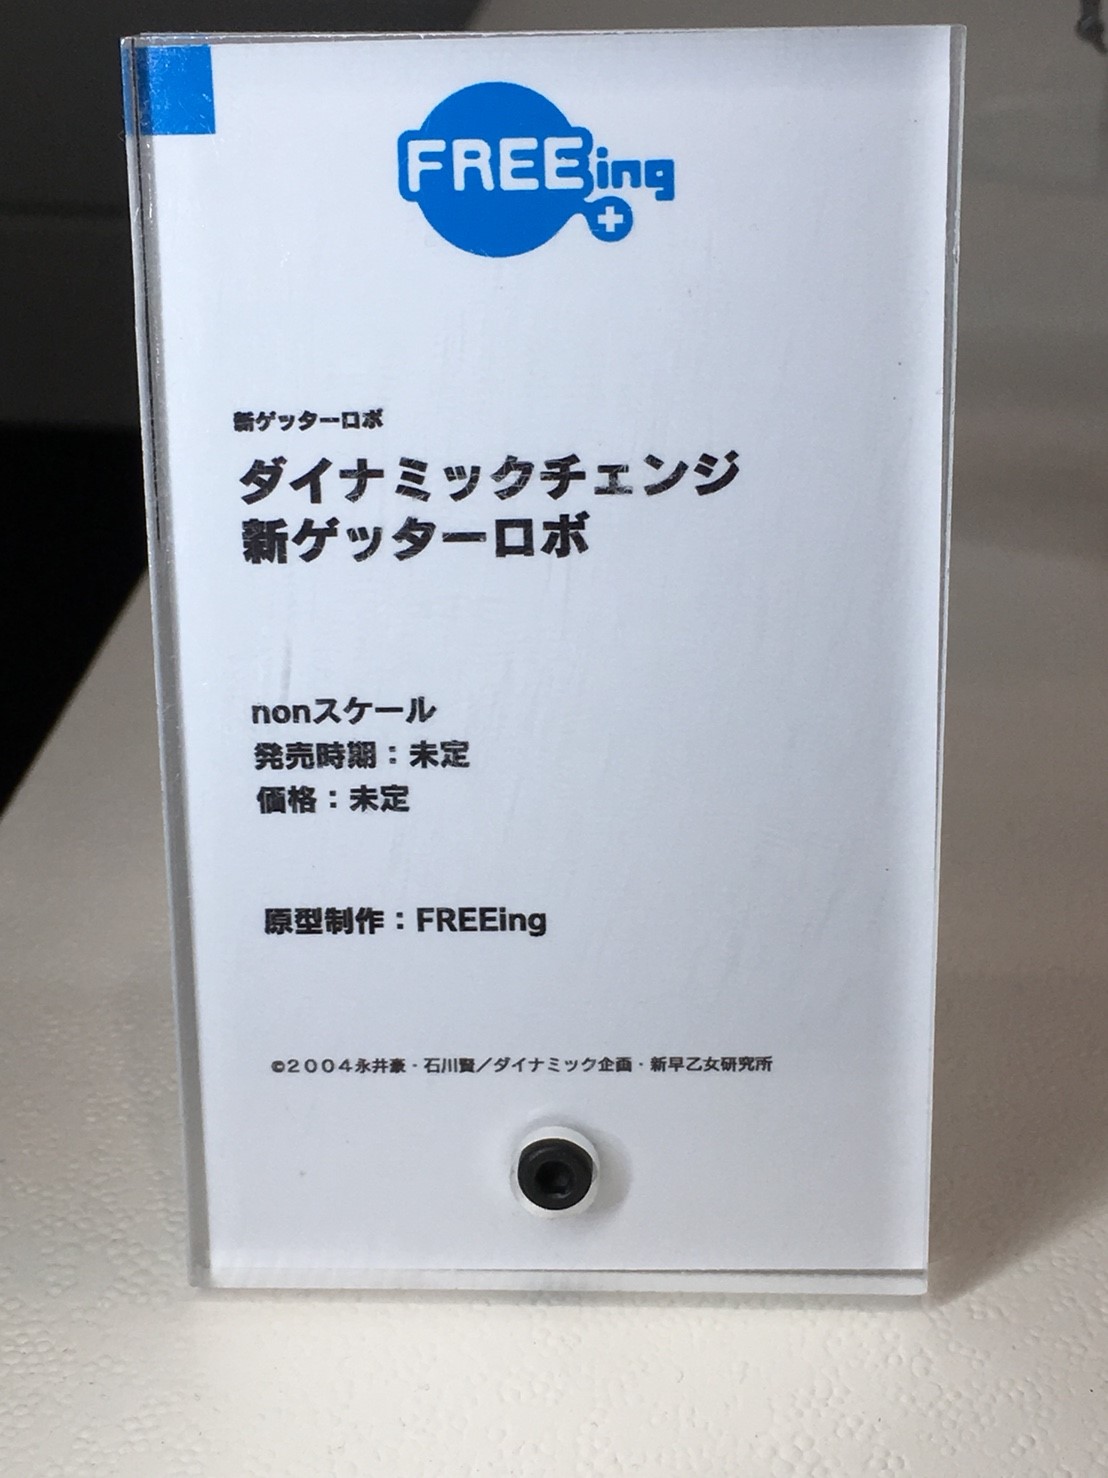 FREEing
新ゲッターロボ
ダイナミックチェンジ
新ゲッターロボ
nonスケール
発売時期：未定
価格：未定
原型制作：FREEing
©２００４永井豪・石川賢／ダイナミック企画・新早乙女研究所